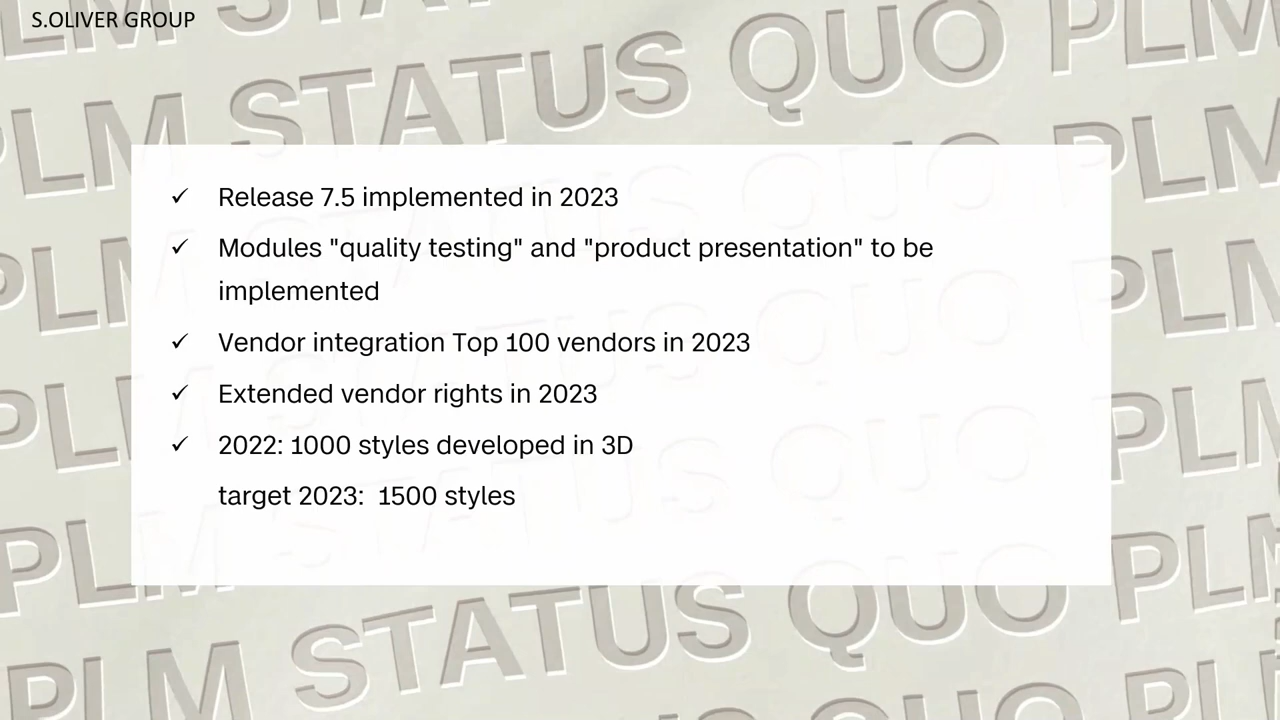 S.OLIVER GROUP
PLM STATUS QUO PLM
✓ Release 7.5 implemented in 2023
✓ Modules "quality testing" and "product presentation" to be
implemented
✓ Vendor integration Top 100 vendors in 2023
✓ Extended vendor rights in 2023
✓ 2022: 1000 styles developed in 3D
target 2023:  1500 styles
PLM STATUS QUO PLM